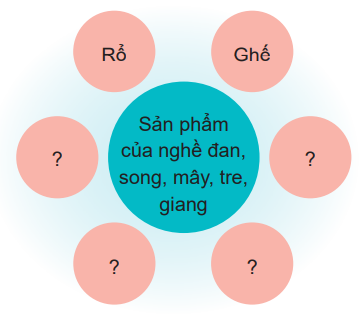 Rổ
Ghế
Sản phẩm
của nghề đan,
song, mây, tre,
giang
?
?
?
?